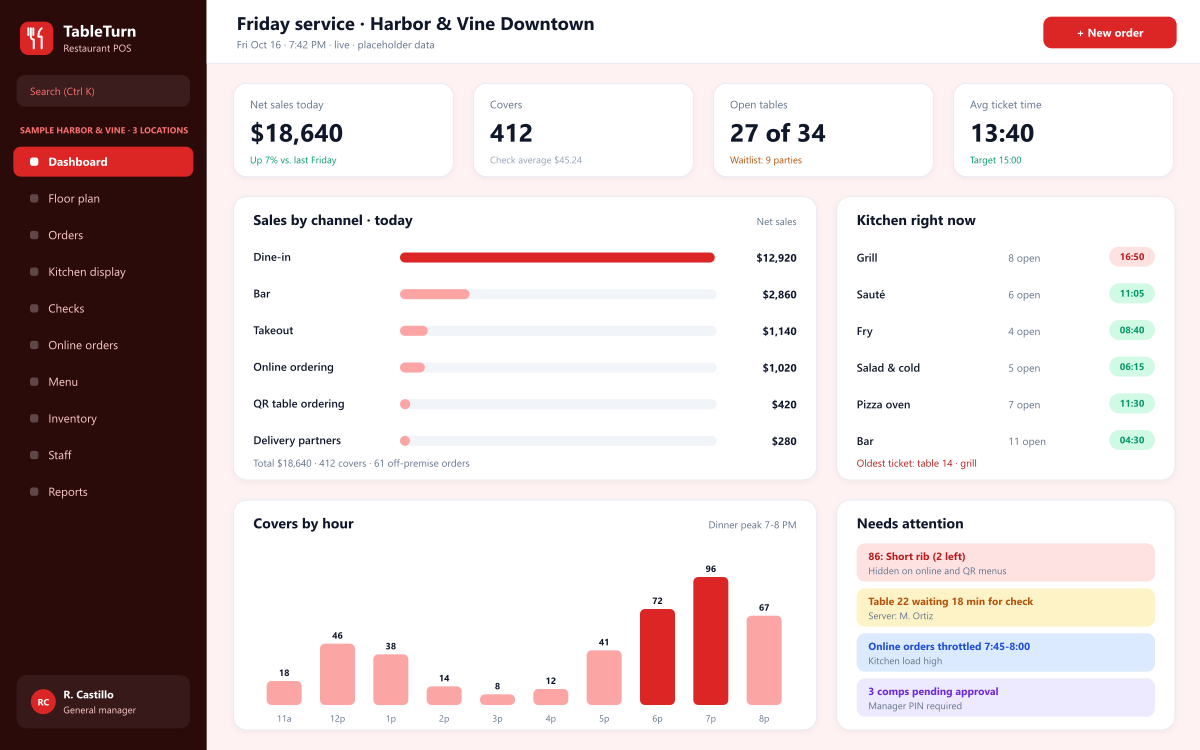 TableTurn
Restaurant POS
Search (Ctrl K)
SAMPLE HARBOR & VINE · 3 LOCATIONS
Dashboard
Floor plan
Orders
Kitchen display
Checks
Online orders
Menu
Inventory
Staff
Reports
RC
R. Castillo
General manager
Friday service · Harbor & Vine Downtown
Fri Oct 16 · 7:42 PM · live · placeholder data
+ New order
Net sales today
$18,640
Up 7% vs. last Friday
Covers
412
Check average $45.24
Open tables
27 of 34
Waitlist: 9 parties
Avg ticket time
13:40
Target 15:00
Sales by channel · today
Net sales
Dine-in $12,920
Bar $2,860
Takeout $1,140
Online ordering $1,020
QR table ordering $420
Delivery partners $280
Total $18,640 · 412 covers · 61 off-premise orders
Kitchen right now
Grill 8 open 16:50
Sauté 6 open 11:05
Fry 4 open 08:40
Salad & cold 5 open 06:15
Pizza oven 7 open 11:30
Bar 11 open 04:30
Oldest ticket: table 14 · grill
Covers by hour
Dinner peak 7-8 PM
18 46 38 14 8 12 41 72 96 67
11a 12p 1p 2p 3p 4p 5p 6p 7p 8p
Needs attention
86: Short rib (2 left)
Hidden on online and QR menus
Table 22 waiting 18 min for check
Server: M. Ortiz
Online orders throttled 7:45-8:00
Kitchen load high
3 comps pending approval
Manager PIN required